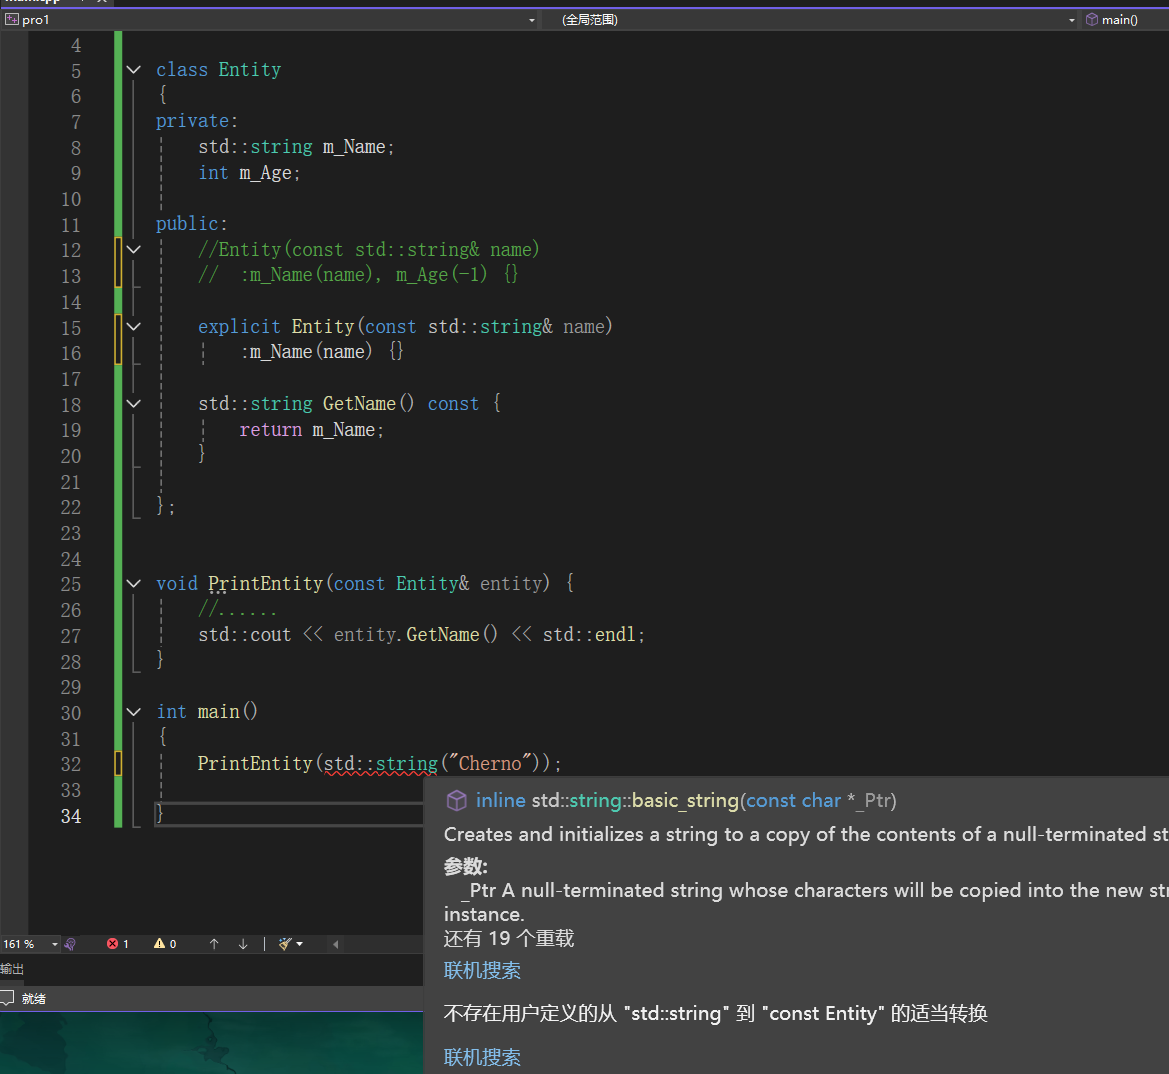 pro1 (全局范围) main()
4
5 class Entity
6 {
7 private:
8 std::string m_Name;
9 int m_Age;
10
11 public:
12 //Entity(const std::string& name)
13 // :m_Name(name), m_Age(-1) {}
14
15 explicit Entity(const std::string& name)
16 :m_Name(name) {}
17
18 std::string GetName() const {
19 return m_Name;
20 }
21
22 };
23
24
25 void PrintEntity(const Entity& entity) {
26 //......
27 std::cout << entity.GetName() << std::endl;
28 }
29
30 int main()
31 {
32 PrintEntity(std::string("Cherno"));
33
34 }
inline std::string::basic_string(const char *_Ptr)
Creates and initializes a string to a copy of the contents of a null-terminated st
参数:
_Ptr A null-terminated string whose characters will be copied into the new str
instance.
还有 19 个重载
联机搜索
不存在用户定义的从 "std::string" 到 "const Entity" 的适当转换
联机搜索
161 % 1 0
输出
就绪